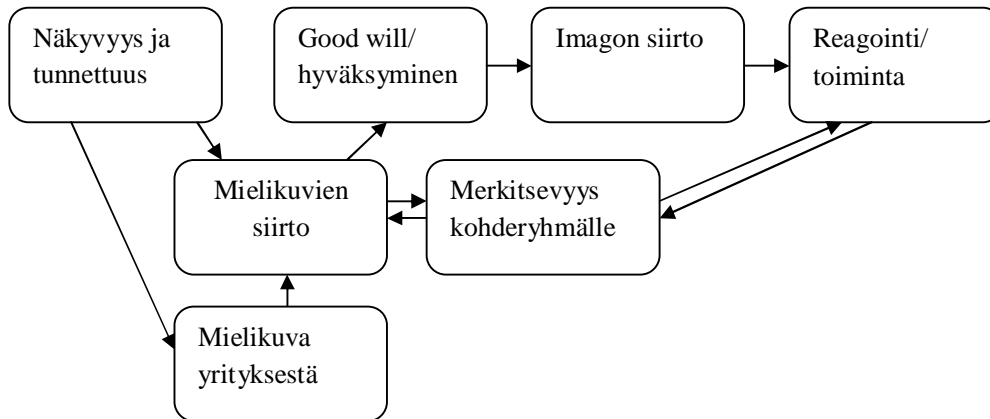 Näkyvyys ja
tunnettuus
Good will/
hyväksyminen
Imagon siirto
Reagointi/
toiminta
Mielikuvien
siirto
Merkitsevyys
kohderyhmälle
Mielikuva
yrityksestä